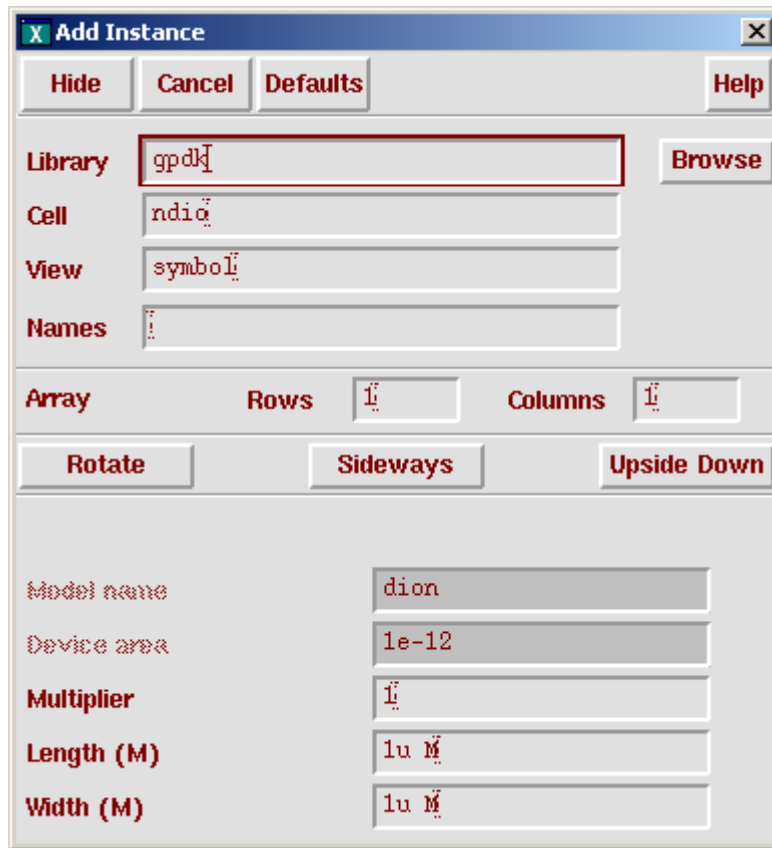 X Add Instance
Hide Cancel Defaults Help
Library gpdk Browse
Cell ndio
View symbol
Names
Array Rows 1 Columns 1
Rotate Sideways Upside Down
Model name dion
Device area 1e-12
Multiplier 1
Length (M) 1u M
Width (M) 1u M